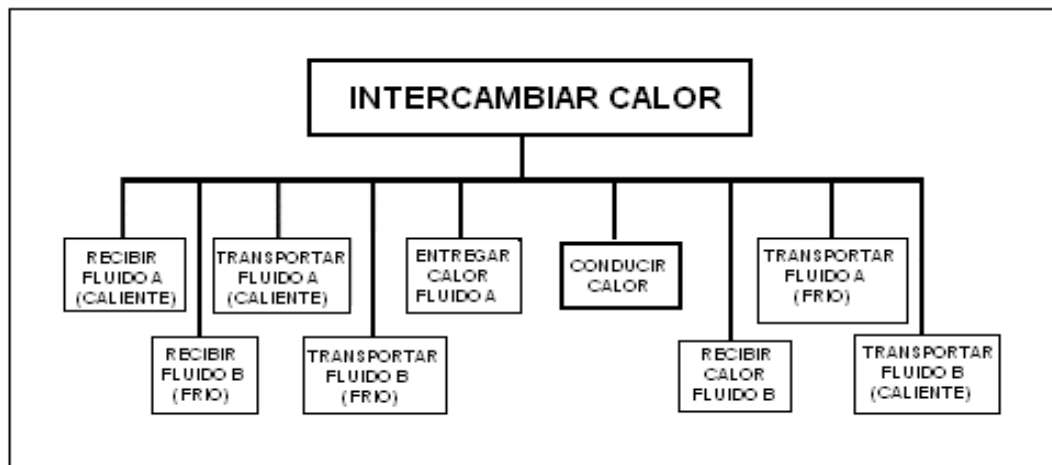 INTERCAMBIAR CALOR
RECIBIR
FLUIDO A
(CALIENTE)
TRANSPORTAR
FLUIDO A
(CALIENTE)
ENTREGAR
CALOR
FLUIDO A
CONDUCIR
CALOR
TRANSPORTAR
FLUIDO A
(FRIO)
RECIBIR
FLUIDO B
(FRIO)
TRANSPORTAR
FLUIDO B
(FRIO)
RECIBIR
CALOR
FLUIDO B
TRANSPORTAR
FLUIDO B
(CALIENTE)